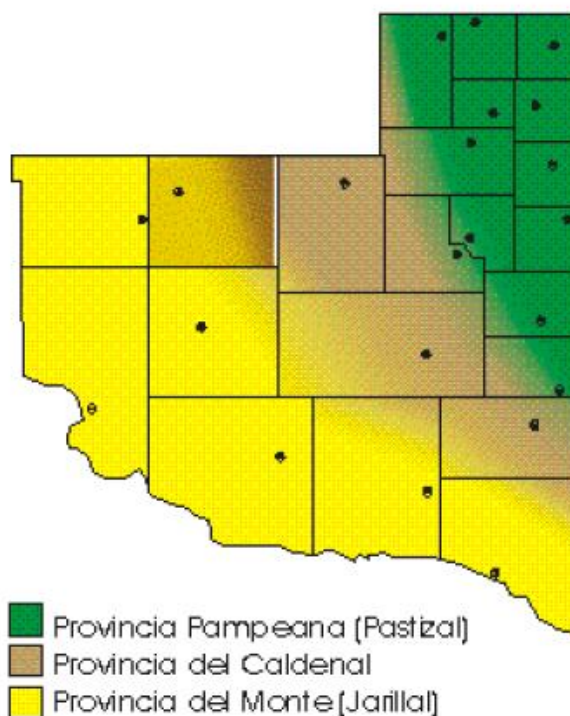 Provincia Pampeana (Pastizal)
Provincia del Caldenal
Provincia del Monte (Jarillal)